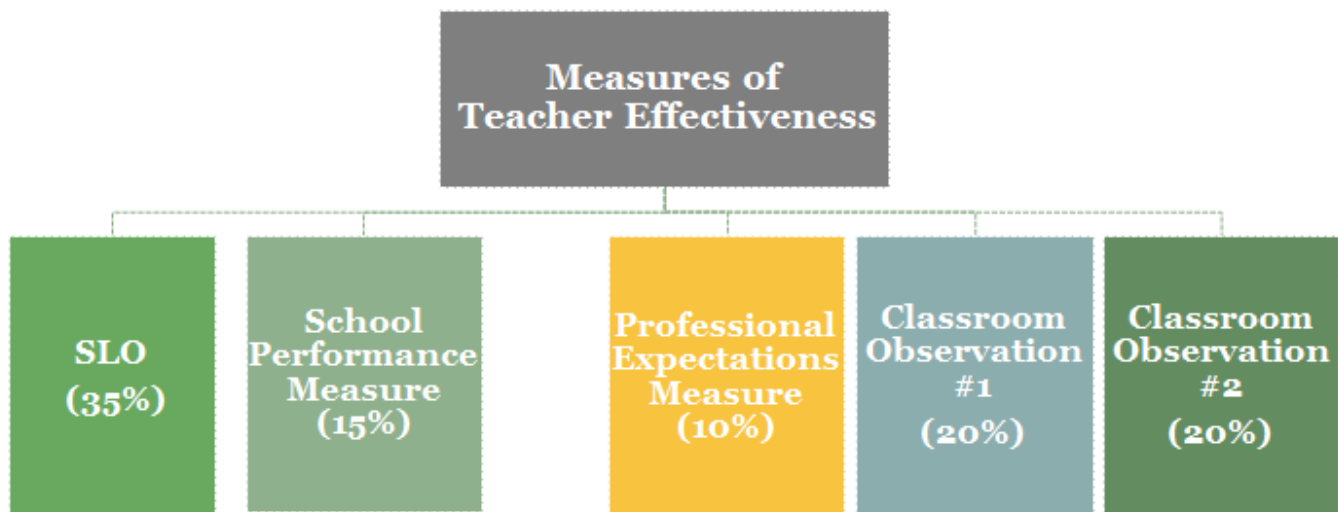 Measures of
Teacher Effectiveness
SLO
(35%)
School
Performance
Measure
(15%)
Professional
Expectations
Measure
(10%)
Classroom
Observation
#1
(20%)
Classroom
Observation
#2
(20%)